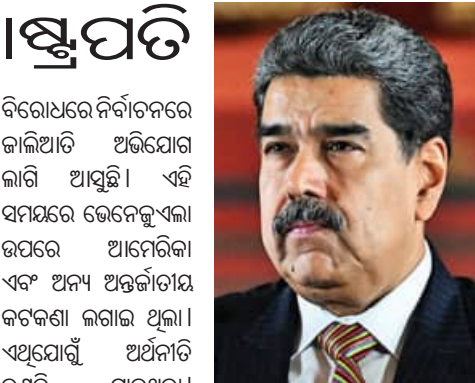 ାଷ୍ଟ୍ରପତି
ବିରୋଧରେ ନିର୍ବାଚନରେ
ଜାଲିଆତି ଅଭିଯୋଗ
ଲାଗି ଆସୁଛି। ଏହି
ସମୟରେ ଭେନେଜୁଏଲା
ଉପରେ ଆମେରିକା
ଏବଂ ଅନ୍ୟ ଅନ୍ତର୍ଜାତୀୟ
କଟକଣା ଲଗାଇ ଥିଲା।
ଏଥିଯୋଗୁଁ ଅର୍ଥନୀତି